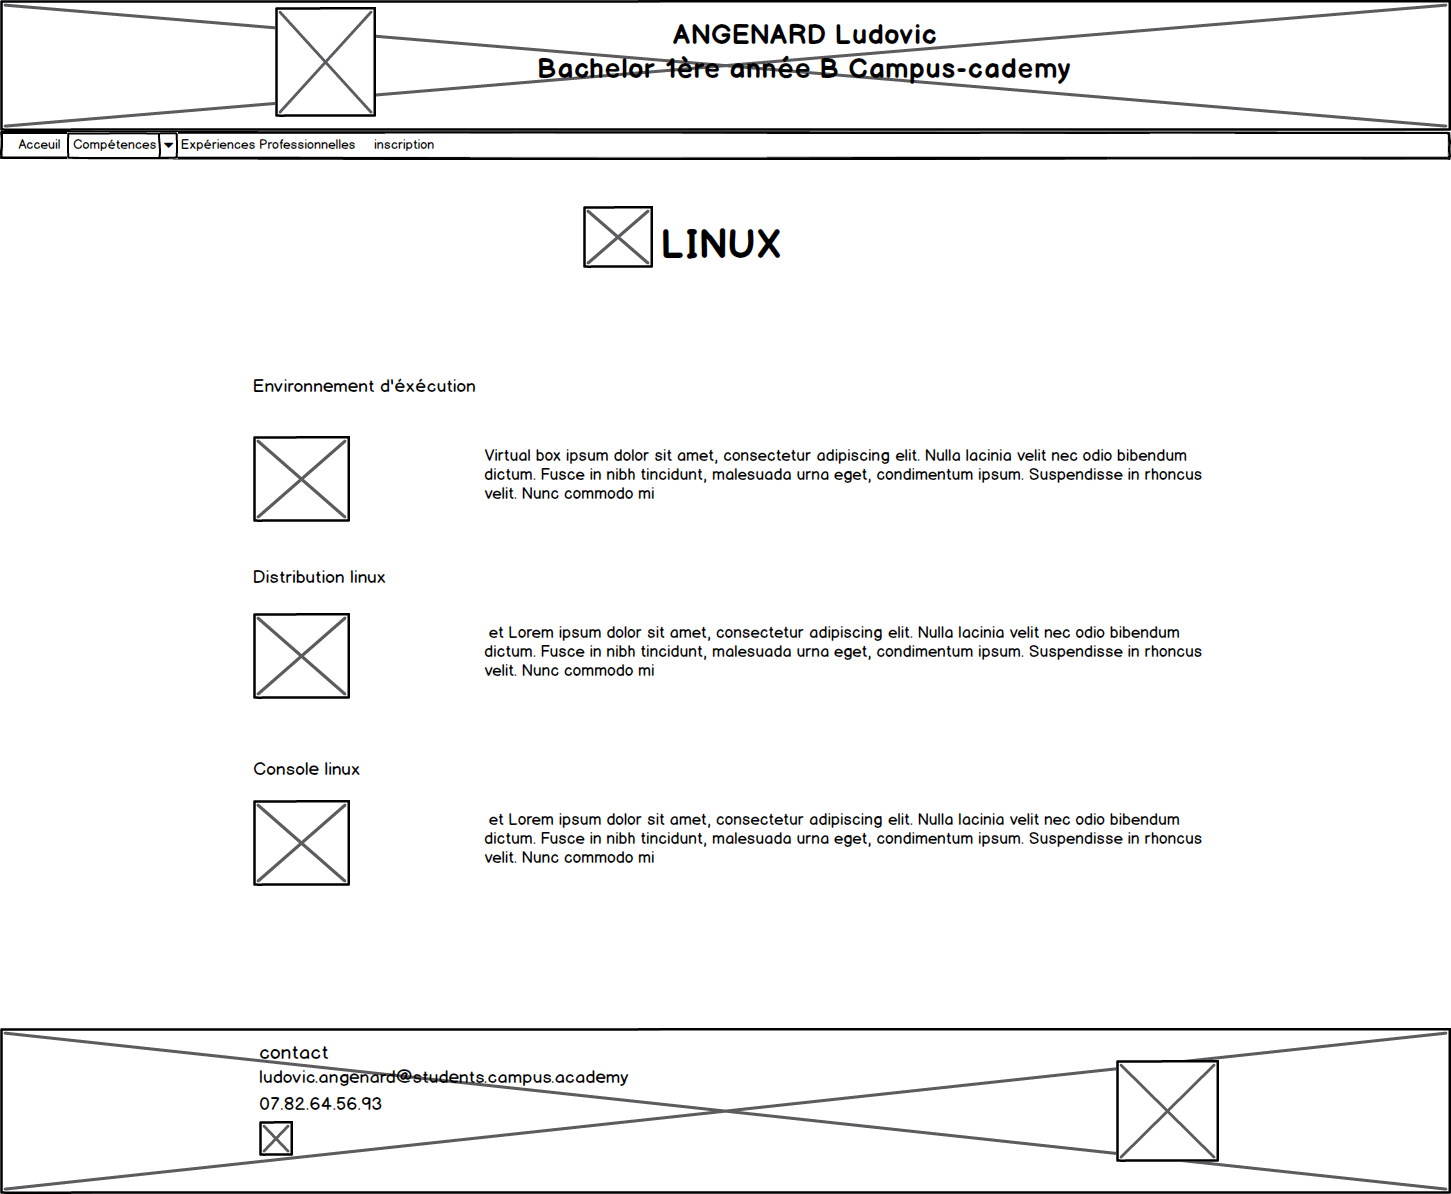 ANGENARD Ludovic
Bachelor 1ère année B Campus-cademy
Acceuil Compétences Expériences Professionnelles inscription
LINUX
Environnement d'éxécution
Virtual box ipsum dolor sit amet, consectetur adipiscing elit. Nulla lacinia velit nec odio bibendum
dictum. Fusce in nibh tincidunt, malesuada urna eget, condimentum ipsum. Suspendisse in rhoncus
velit. Nunc commodo mi
Distribution linux
et Lorem ipsum dolor sit amet, consectetur adipiscing elit. Nulla lacinia velit nec odio bibendum
dictum. Fusce in nibh tincidunt, malesuada urna eget, condimentum ipsum. Suspendisse in rhoncus
velit. Nunc commodo mi
Console linux
et Lorem ipsum dolor sit amet, consectetur adipiscing elit. Nulla lacinia velit nec odio bibendum
dictum. Fusce in nibh tincidunt, malesuada urna eget, condimentum ipsum. Suspendisse in rhoncus
velit. Nunc commodo mi
contact
ludovic.angenard@students.campus.academy
07.82.64.56.93